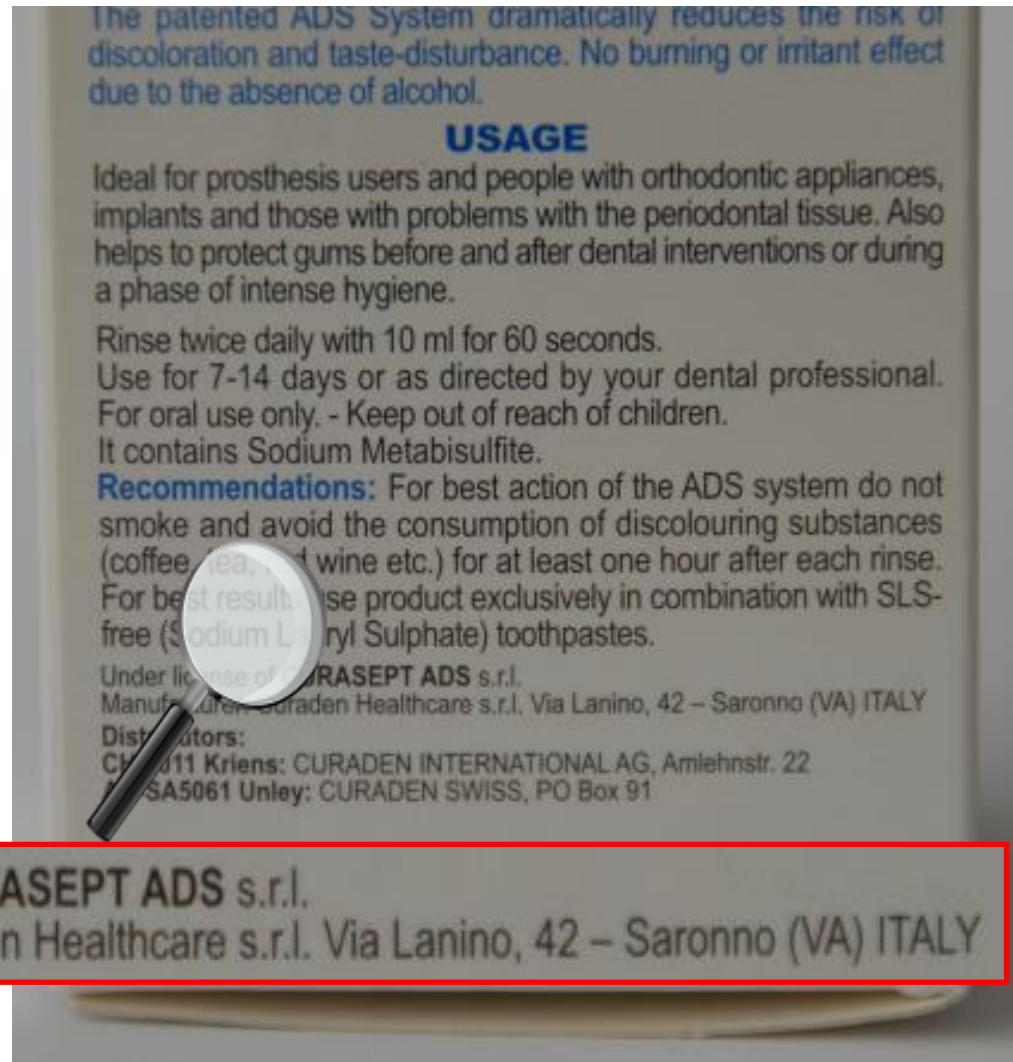 The patented ADS System dramatically reduces the risk of
discoloration and taste-disturbance. No burning or irritant effect
due to the absence of alcohol.
USAGE
Ideal for prosthesis users and people with orthodontic appliances,
implants and those with problems with the periodontal tissue. Also
helps to protect gums before and after dental interventions or during
a phase of intense hygiene.
Rinse twice daily with 10 ml for 60 seconds.
Use for 7-14 days or as directed by your dental professional.
For oral use only. - Keep out of reach of children.
It contains Sodium Metabisulfite.
Recommendations: For best action of the ADS system do not
smoke and avoid the consumption of discolouring substances
(coffee, tea, red wine etc.) for at least one hour after each rinse.
For best results use product exclusively in combination with SLS-
free (Sodium Lauryl Sulphate) toothpastes.
Under license of CURASEPT ADS s.r.l.
Manufacturer: Curaden Healthcare s.r.l. Via Lanino, 42 – Saronno (VA) ITALY
Distributors:
Kriens: CURADEN INTERNATIONAL AG, Amlehnstr. 22
Unley: CURADEN SWISS, PO Box 91
ASEPT ADS s.r.l.
n Healthcare s.r.l. Via Lanino, 42 – Saronno (VA) ITALY